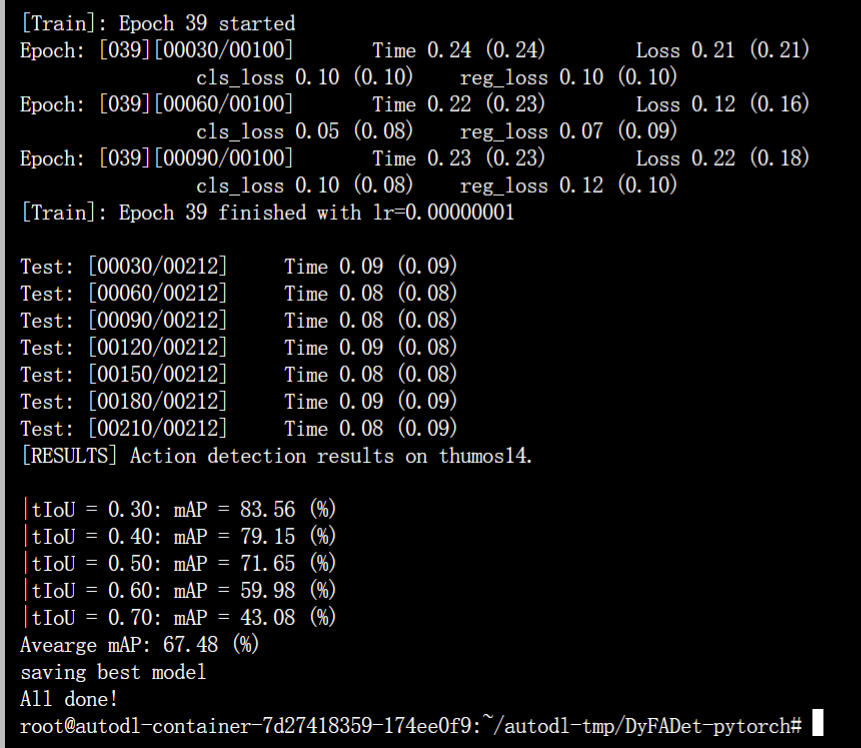 [Train]: Epoch 39 started
Epoch: [039][00030/00100] Time 0.24 (0.24) Loss 0.21 (0.21)
cls_loss 0.10 (0.10) reg_loss 0.10 (0.10)
Epoch: [039][00060/00100] Time 0.22 (0.23) Loss 0.12 (0.16)
cls_loss 0.05 (0.08) reg_loss 0.07 (0.09)
Epoch: [039][00090/00100] Time 0.23 (0.23) Loss 0.22 (0.18)
cls_loss 0.10 (0.08) reg_loss 0.12 (0.10)
[Train]: Epoch 39 finished with lr=0.00000001
Test: [00030/00212] Time 0.09 (0.09)
Test: [00060/00212] Time 0.08 (0.08)
Test: [00090/00212] Time 0.08 (0.08)
Test: [00120/00212] Time 0.09 (0.08)
Test: [00150/00212] Time 0.08 (0.08)
Test: [00180/00212] Time 0.09 (0.09)
Test: [00210/00212] Time 0.08 (0.09)
[RESULTS] Action detection results on thumos14.
|tIoU = 0.30: mAP = 83.56 (%)
|tIoU = 0.40: mAP = 79.15 (%)
|tIoU = 0.50: mAP = 71.65 (%)
|tIoU = 0.60: mAP = 59.98 (%)
|tIoU = 0.70: mAP = 43.08 (%)
Avearge mAP: 67.48 (%)
saving best model
All done!
root@autodl-container-7d27418359-174ee0f9:~/autodl-tmp/DyFADet-pytorch#